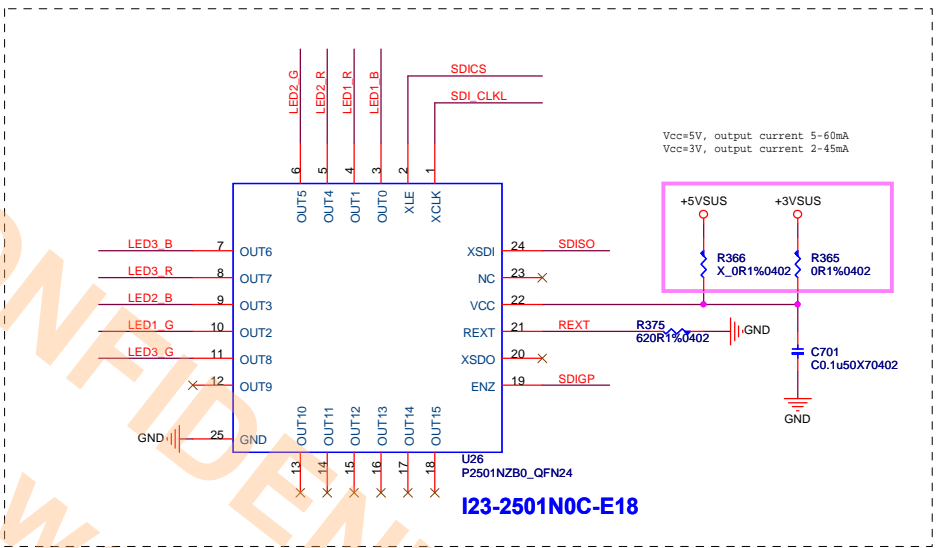 SDICS
SDI_CLKL
LED2_G
LED2_R
LED1_R
LED1_B
Vcc=5V, output current 5-60mA
Vcc=3V, output current 2-45mA
6
5
4
3
2
1
OUT5
OUT4
OUT1
OUT0
XLE
XCLK
+5VSUS
+3VSUS
LED3_B 7 OUT6
XSDI 24 SDISO
LED3_R 8 OUT7
NC 23
R366
X_0R1%0402
R365
0R1%0402
LED2_B 9 OUT3
VCC 22
LED1_G 10 OUT2
REXT 21 REXT
R375
620R1%0402
GND
LED3_G 11 OUT8
XSDO 20
C701
C0.1u50X70402
12 OUT9
ENZ 19 SDIGP
GND
GND 25 GND
OUT10
OUT11
OUT12
OUT13
OUT14
OUT15
13
14
15
16
17
18
U26
P2501NZB0_QFN24
I23-2501N0C-E18
ONFIDEN
W